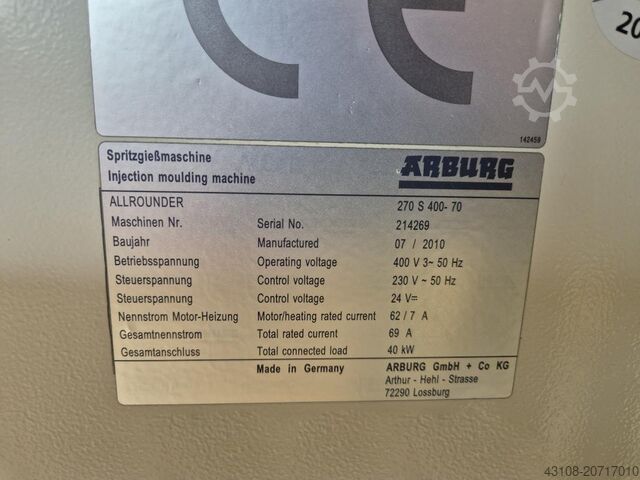 CE
20
142459
Spritzgießmaschine
Injection moulding machine
ARBURG
ALLROUNDER 270 S 400- 70
Maschinen Nr. Serial No. 214269
Baujahr Manufactured 07 / 2010
Betriebsspannung Operating voltage 400 V 3~ 50 Hz
Steuerspannung Control voltage 230 V ~ 50 Hz
Steuerspannung Control voltage 24 V⎓
Nennstrom Motor-Heizung Motor/heating rated current 62/ 7 A
Gesamtnennstrom Total rated current 69 A
Gesamtanschluss Total connected load 40 kW
Made in Germany ARBURG GmbH + Co KG
Arthur - Hehl - Strasse
72290 Lossburg
43108-20717010